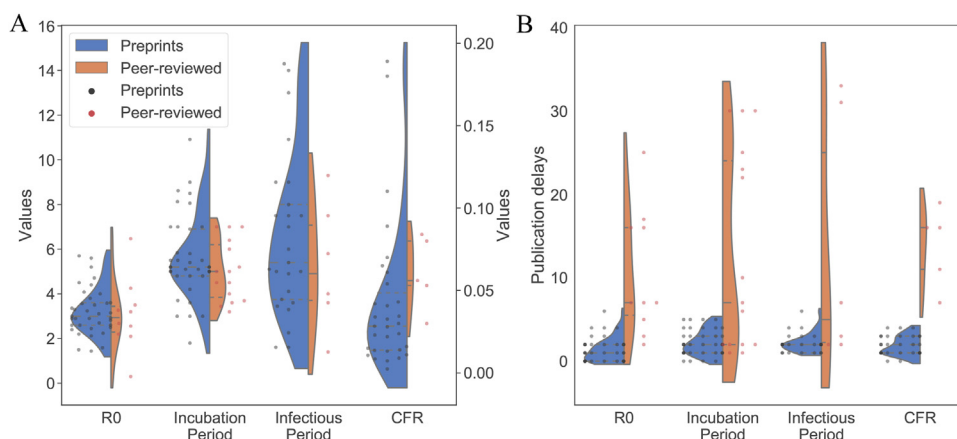 A
16
14
12
10
8
6
4
2
0
Values
Preprints
Peer-reviewed
Preprints
Peer-reviewed
0.20
0.15
0.10
0.05
0.00
Values
R0
Incubation
Period
Infectious
Period
CFR
B
40
30
20
10
0
Publication delays
R0
Incubation
Period
Infectious
Period
CFR